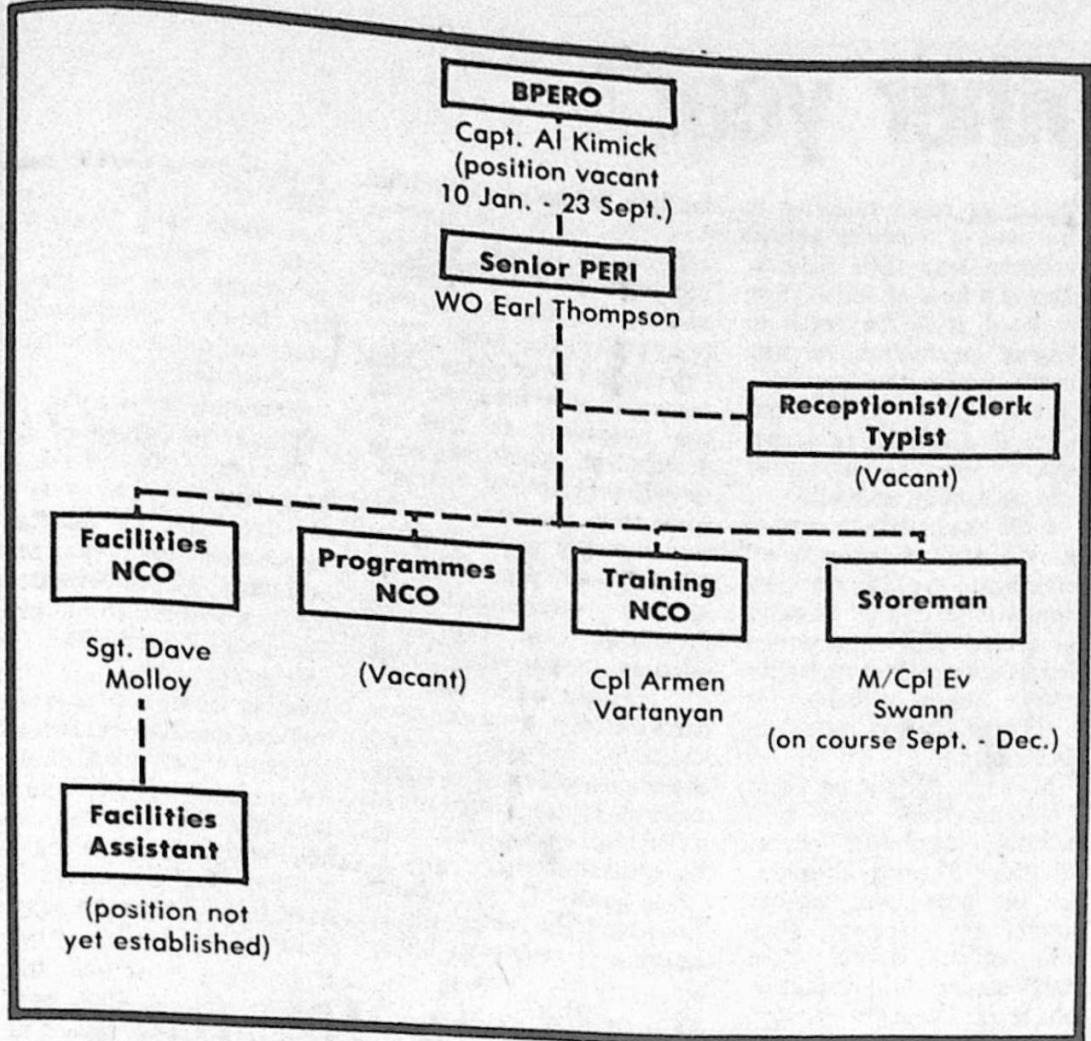 BPERO
Capt. Al Kimick
(position vacant
10 Jan. - 23 Sept.)
Senior PERI
WO Earl Thompson
Receptionist/Clerk
Typist
(Vacant)
Facilities
NCO
Sgt. Dave
Molloy
Programmes
NCO
(Vacant)
Training
NCO
Cpl Armen
Vartanyan
Storeman
M/Cpl Ev
Swann
(on course Sept. - Dec.)
Facilities
Assistant
(position not
yet established)